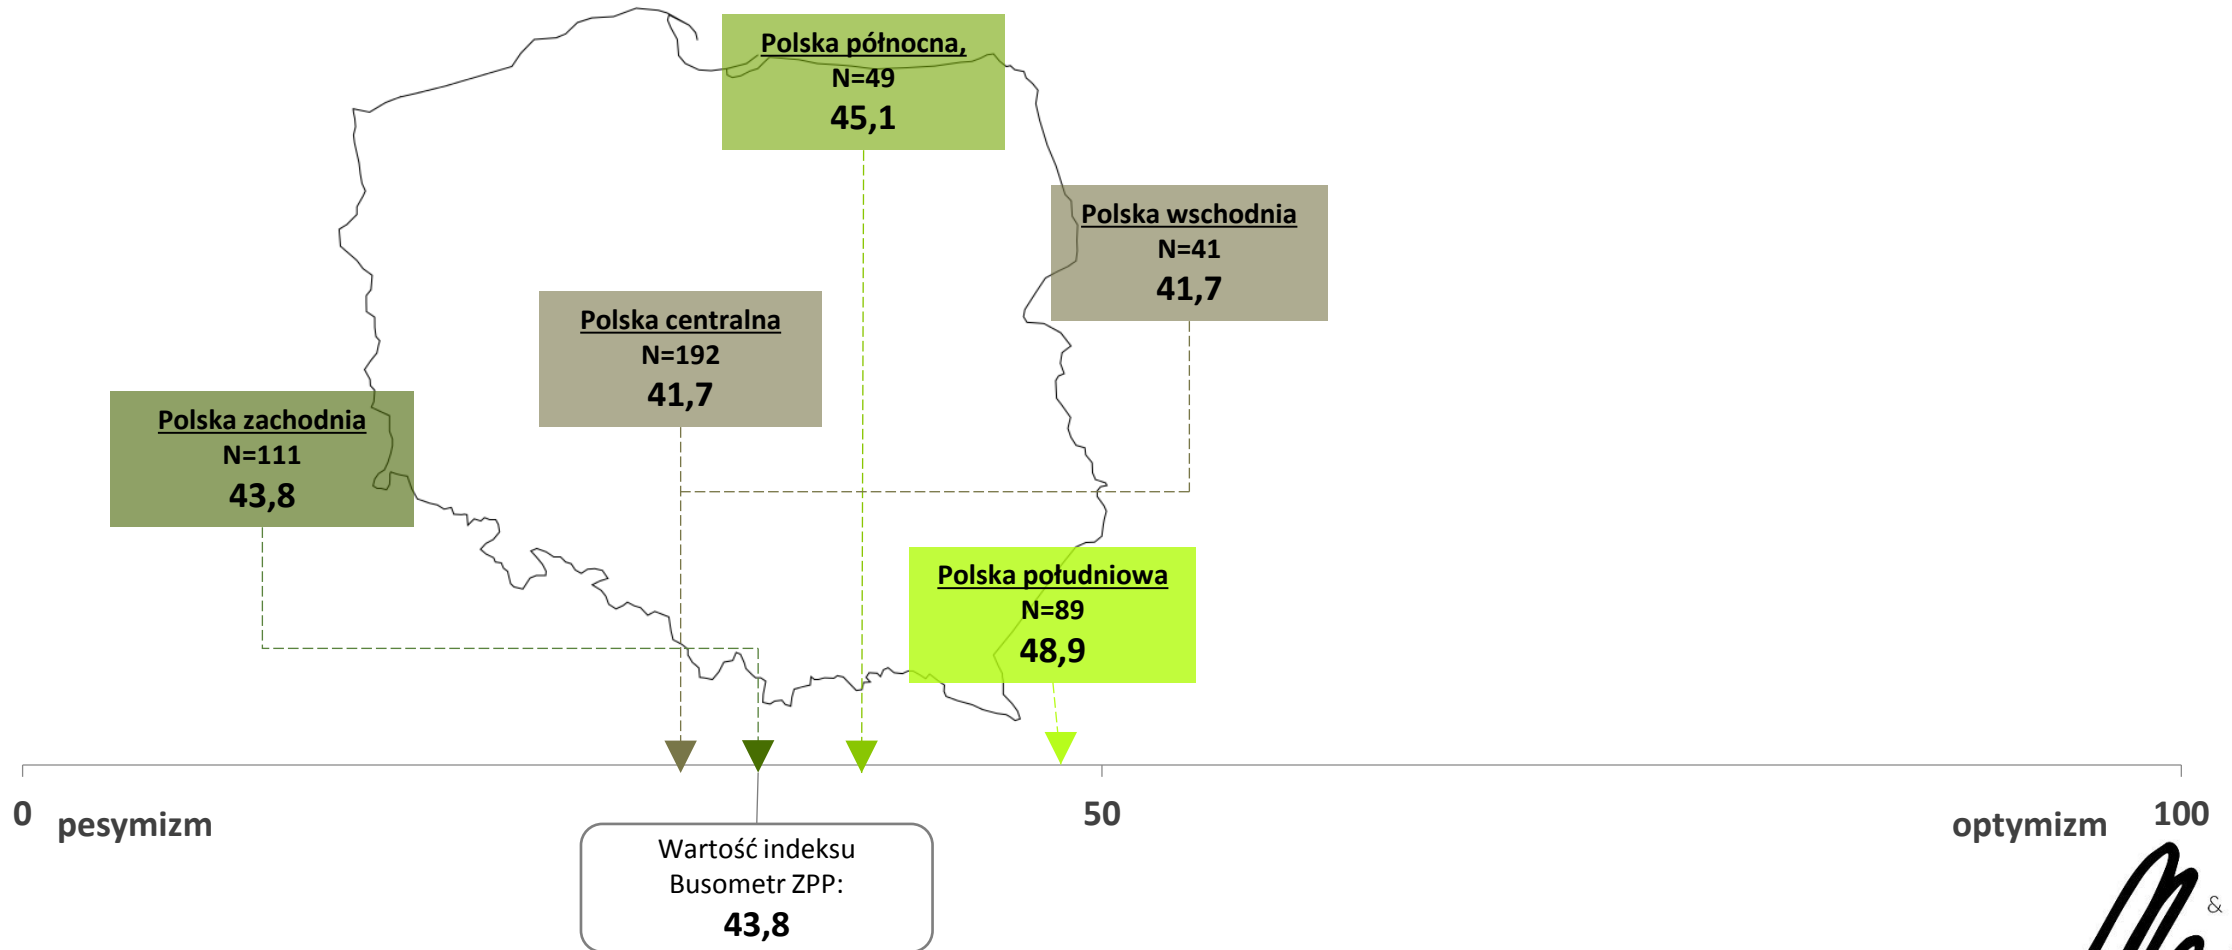 Polska północna,
N=49
45,1
Polska wschodnia
N=41
41,7
Polska centralna
N=192
41,7
Polska zachodnia
N=111
43,8
Polska południowa
N=89
48,9
0
pesymizm
50
optymizm
100
Wartość indeksu
Busometr ZPP:
43,8
&